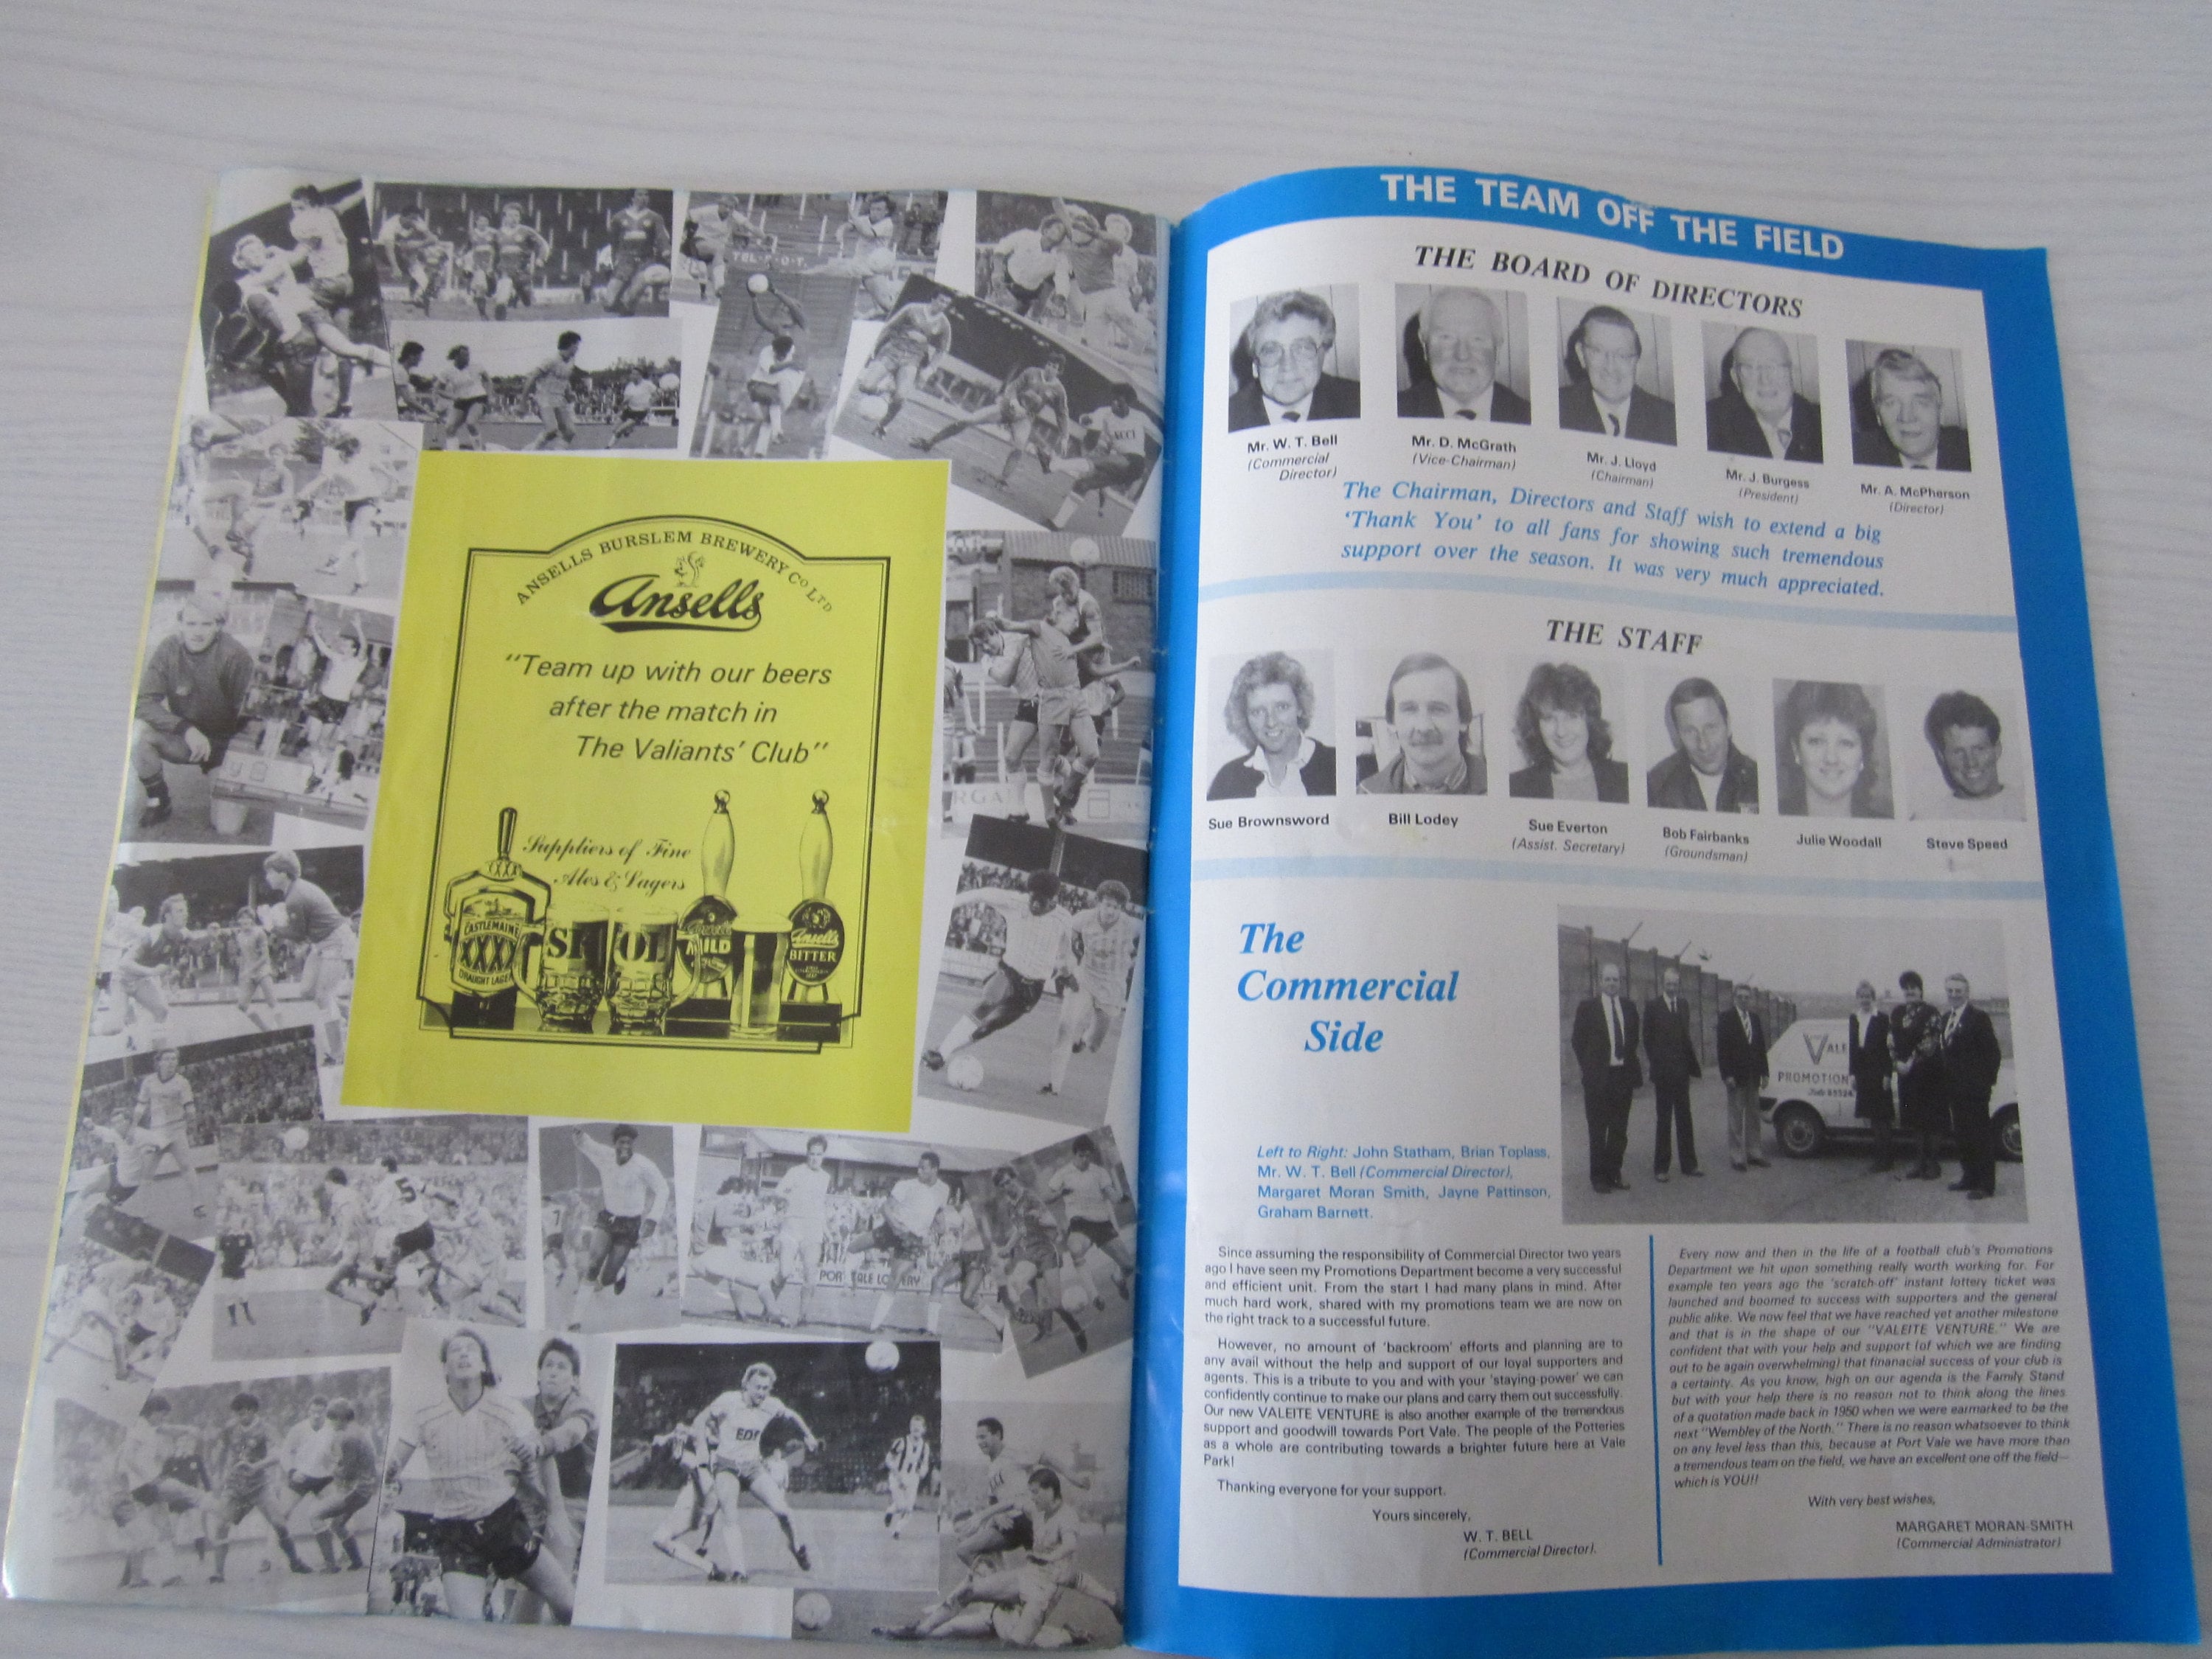 TEL-S-O-T.
ANSELLS BURSLEM BREWERY CO LTD
Ansells
"Team up with our beers
after the match in
The Valiants' Club"
Suppliers of Fine
Ales & Lagers
XXX
CASTLEMAINE
XXXX
DRAUGHT LAGER
SKOL
MILD
Ansells
BITTER
5
THE TEAM OFF THE FIELD
THE BOARD OF DIRECTORS
Mr. W. T. Bell
(Commercial
Director)
Mr. D. McGrath
(Vice-Chairman)
Mr. J. Lloyd
(Chairman)
Mr. J. Burgess
(President)
Mr. A. McPherson
(Director)
The Chairman, Directors and Staff wish to extend a big
'Thank You' to all fans for showing such tremendous
support over the season. It was very much appreciated.
THE STAFF
Sue Brownsword
Bill Lodey
Sue Everton
(Assist. Secretary)
Bob Fairbanks
(Groundsman)
Julie Woodall
Steve Speed
The
Commercial
Side
VALE
PROMOTION
Left to Right: John Statham, Brian Toplass,
Mr. W. T. Bell (Commercial Director),
Margaret Moran Smith, Jayne Pattinson,
Graham Barnett.
Since assuming the responsibility of Commercial Director two years
ago I have seen my Promotions Department become a very successful
and efficient unit. From the start I had many plans in mind. After
much hard work, shared with my promotions team we are now on
the right track to a successful future.
However, no amount of 'backroom' efforts and planning are to
any avail without the help and support of our loyal supporters and
agents. This is a tribute to you and with your 'staying-power' we can
confidently continue to make our plans and carry them out successfully.
Our new VALEITE VENTURE is also another example of the tremendous
support and goodwill towards Port Vale. The people of the Potteries
as a whole are contributing towards a brighter future here at Vale
Park!
Thanking everyone for your support.
Yours sincerely,
W. T. BELL
(Commercial Director).
Every now and then in the life of a football club's Promotions
Department we hit upon something really worth working for. For
example ten years ago the 'scratch-off' instant lottery ticket was
launched and boomed to success with supporters and the general
public alike. We now feel that we have reached yet another milestone
and that is in the shape of our "VALEITE VENTURE." We are
confident that with your help and support (of which we are finding
out to be again overwhelming) that finanacial success of your club is
a certainty. As you know, high on our agenda is the Family Stand
but with your help there is no reason not to think along the lines
of a quotation made back in 1950 when we were earmarked to be the
next "Wembley of the North." There is no reason whatsoever to think
on any level less than this, because at Port Vale we have more than
a tremendous team on the field, we have an excellent one off the field—
which is YOU!!
With very best wishes,
MARGARET MORAN-SMITH
(Commercial Administrator)